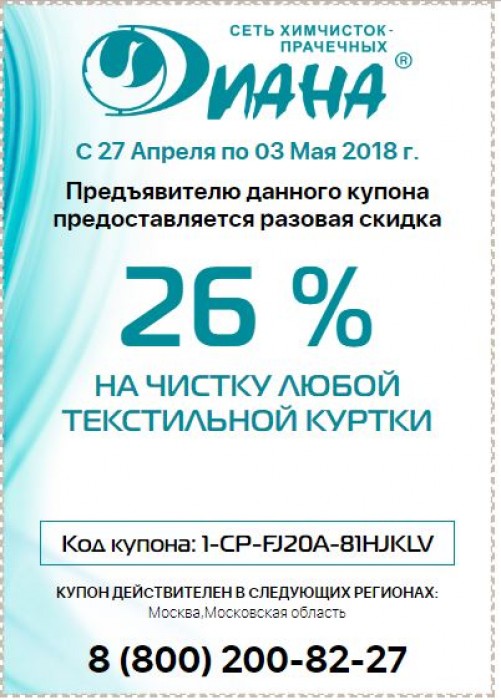 СЕТЬ ХИМЧИСТОК-
ПРАЧЕЧНЫХ
ДИАНА®
С 27 Апреля по 03 Мая 2018 г.
Предъявителю данного купона
предоставляется разовая скидка
26 %
НА ЧИСТКУ ЛЮБОЙ
ТЕКСТИЛЬНОЙ КУРТКИ
Код купона: 1-CP-FJ20A-81HJKLV
КУПОН ДЕЙСТВИТЕЛЕН В СЛЕДУЮЩИХ РЕГИОНАХ:
Москва,Московская область
8 (800) 200-82-27